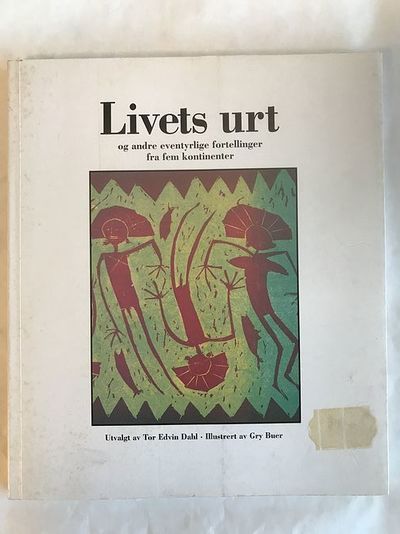 Livets urt
og andre eventyrlige fortellinger
fra fem kontinenter
Utvalgt av Tor Edvin Dahl · Illustrert av Gry Buer